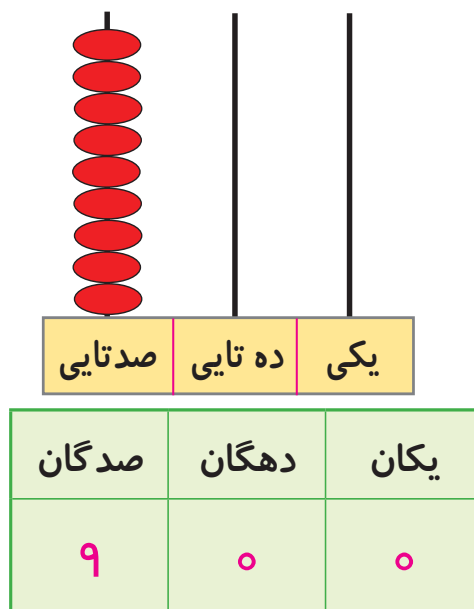 یکی ده تایی صدتایی
یکان دهگان صدگان
۰ ۰ ۹